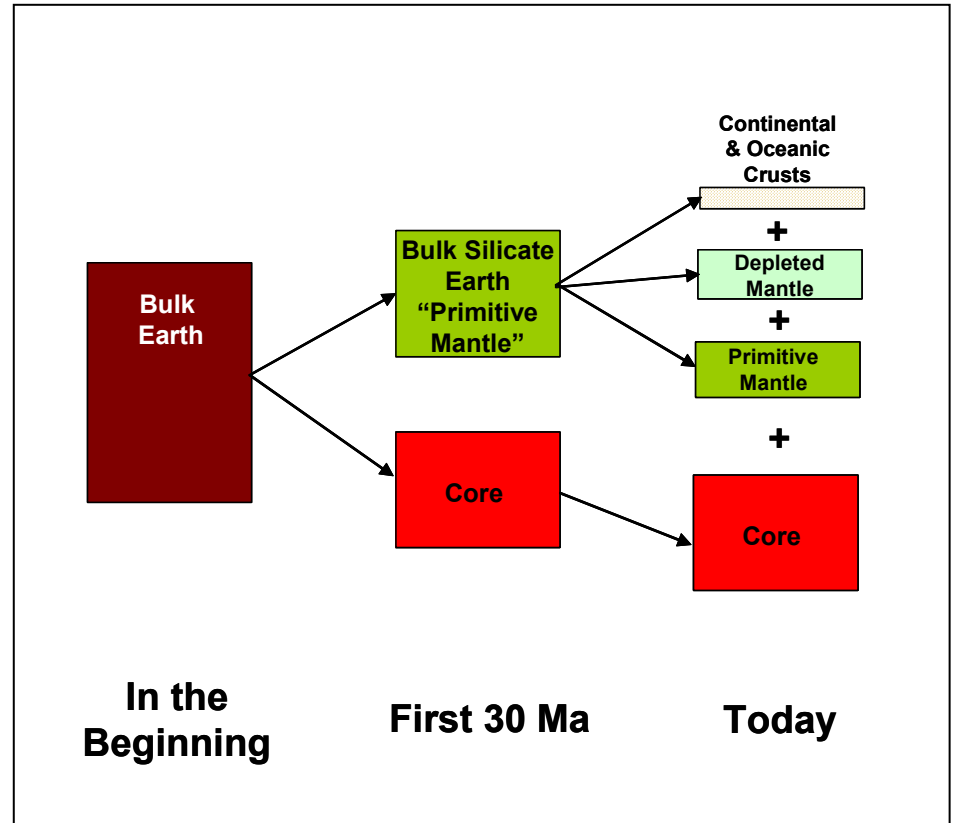 Continental
& Oceanic
Crusts
+
Bulk Silicate
Earth
“Primitive
Mantle”
Depleted
Mantle
+
Bulk
Earth
Primitive
Mantle
+
Core
Core
In the
Beginning
First 30 Ma
Today